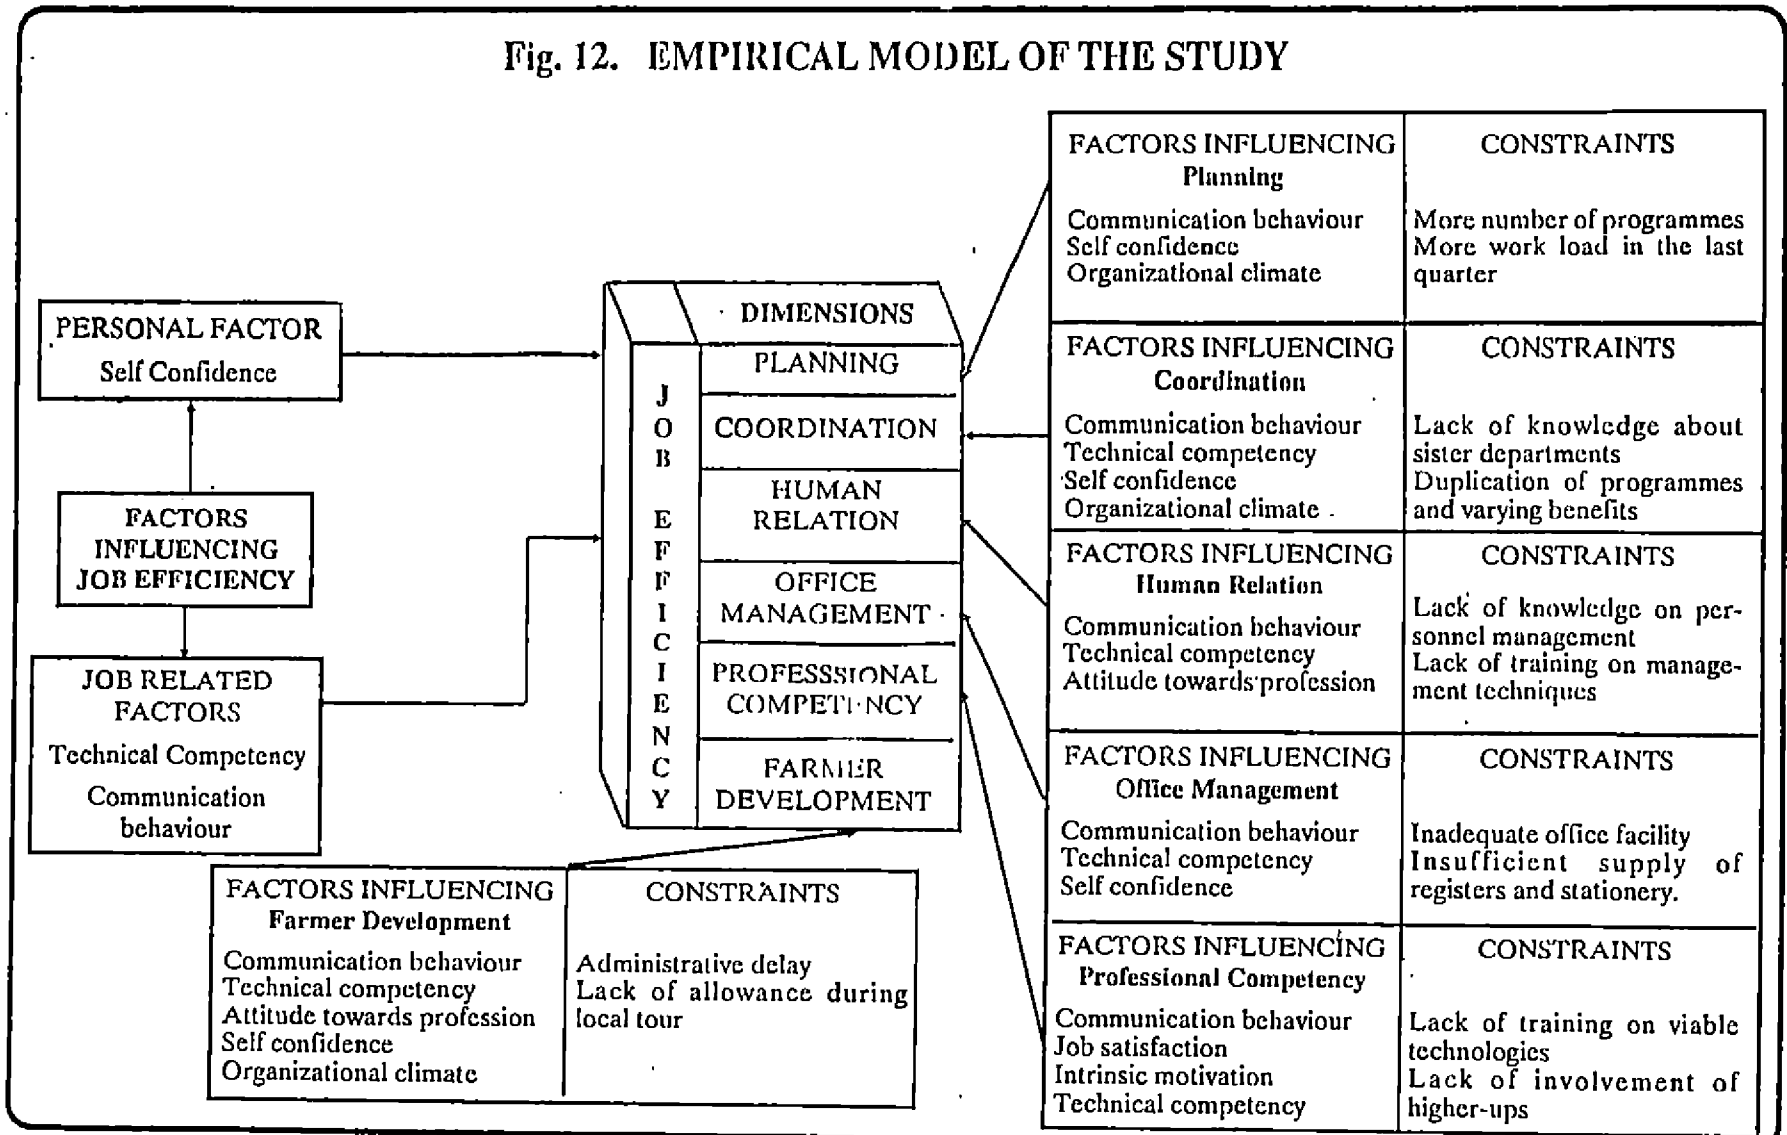 Fig. 12. EMPIRICAL MODEL OF THE STUDY
PERSONAL FACTOR
Self Confidence
FACTORS
INFLUENCING
JOB EFFICIENCY
JOB RELATED
FACTORS
Technical Competency
Communication
behaviour
JOB EFFICIENCY
DIMENSIONS
PLANNING
COORDINATION
HUMAN
RELATION
OFFICE
MANAGEMENT
PROFESSSIONAL
COMPETENCY
FARMER
DEVELOPMENT
FACTORS INFLUENCING
Planning
Communication behaviour
Self confidence
Organizational climate
CONSTRAINTS
More number of programmes
More work load in the last
quarter
FACTORS INFLUENCING
Coordination
Communication behaviour
Technical competency
Self confidence
Organizational climate
CONSTRAINTS
Lack of knowledge about
sister departments
Duplication of programmes
and varying benefits
FACTORS INFLUENCING
Human Relation
Communication behaviour
Technical competency
Attitude towards profession
CONSTRAINTS
Lack of knowledge on per-
sonnel management
Lack of training on manage-
ment techniques
FACTORS INFLUENCING
Office Management
Communication behaviour
Technical competency
Self confidence
CONSTRAINTS
Inadequate office facility
Insufficient supply of
registers and stationery.
FACTORS INFLUENCING
Professional Competency
Communication behaviour
Job satisfaction
Intrinsic motivation
Technical competency
CONSTRAINTS
Lack of training on viable
technologies
Lack of involvement of
higher-ups
FACTORS INFLUENCING
Farmer Development
Communication behaviour
Technical competency
Attitude towards profession
Self confidence
Organizational climate
CONSTRAINTS
Administrative delay
Lack of allowance during
local tour